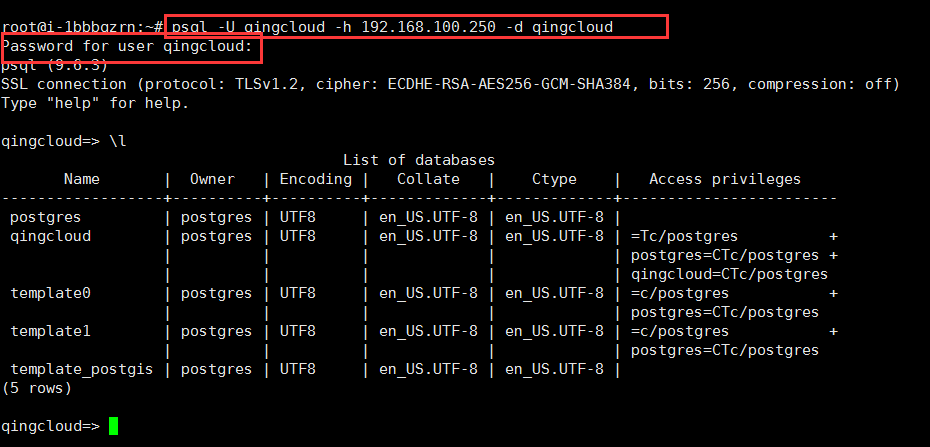 root@i-1bbbqzrn:~# psql -U qingcloud -h 192.168.100.250 -d qingcloud
Password for user qingcloud:
psql (9.6.3)
SSL connection (protocol: TLSv1.2, cipher: ECDHE-RSA-AES256-GCM-SHA384, bits: 256, compression: off)
Type "help" for help.
qingcloud=> \l
List of databases
Name | Owner | Encoding | Collate | Ctype | Access privileges
------------------+----------+----------+-------------+-------------+------------------------
postgres | postgres | UTF8 | en_US.UTF-8 | en_US.UTF-8 |
qingcloud | postgres | UTF8 | en_US.UTF-8 | en_US.UTF-8 | =Tc/postgres +
| | | | | postgres=CTc/postgres +
| | | | | qingcloud=CTc/postgres
template0 | postgres | UTF8 | en_US.UTF-8 | en_US.UTF-8 | =c/postgres +
| | | | | postgres=CTc/postgres
template1 | postgres | UTF8 | en_US.UTF-8 | en_US.UTF-8 | =c/postgres +
| | | | | postgres=CTc/postgres
template_postgis | postgres | UTF8 | en_US.UTF-8 | en_US.UTF-8 |
(5 rows)
qingcloud=>